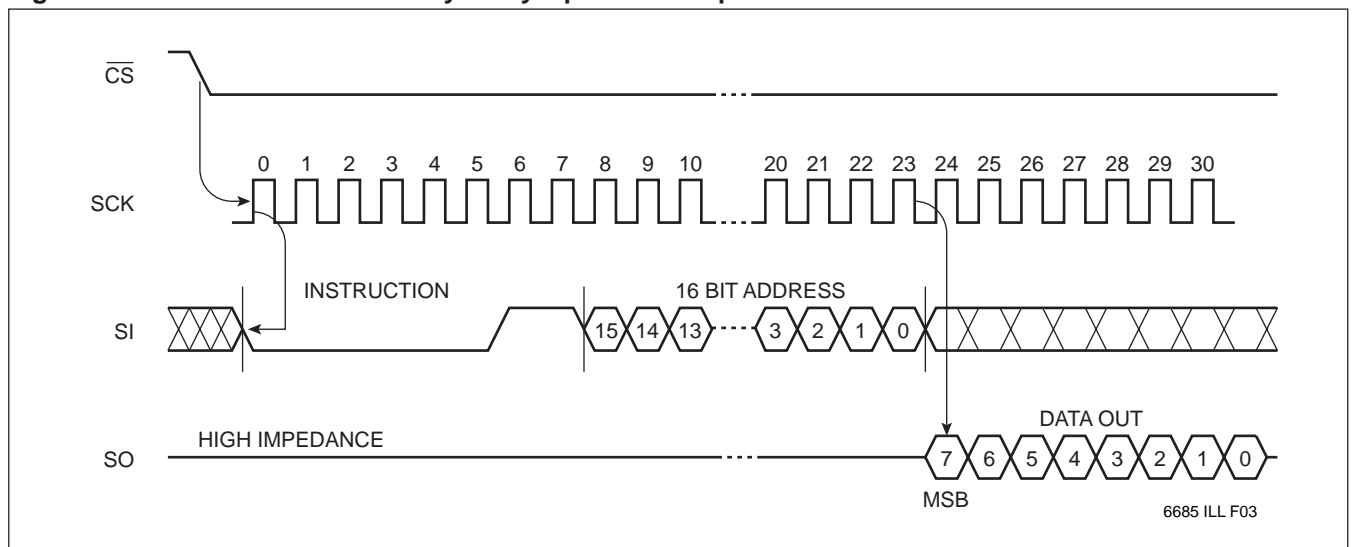 CS
0 1 2 3 4 5 6 7 8 9 10 20 21 22 23 24 25 26 27 28 29 30
SCK
INSTRUCTION 16 BIT ADDRESS
SI 15 14 13 3 2 1 0
DATA OUT
HIGH IMPEDANCE
SO 7 6 5 4 3 2 1 0
MSB
6685 ILL F03